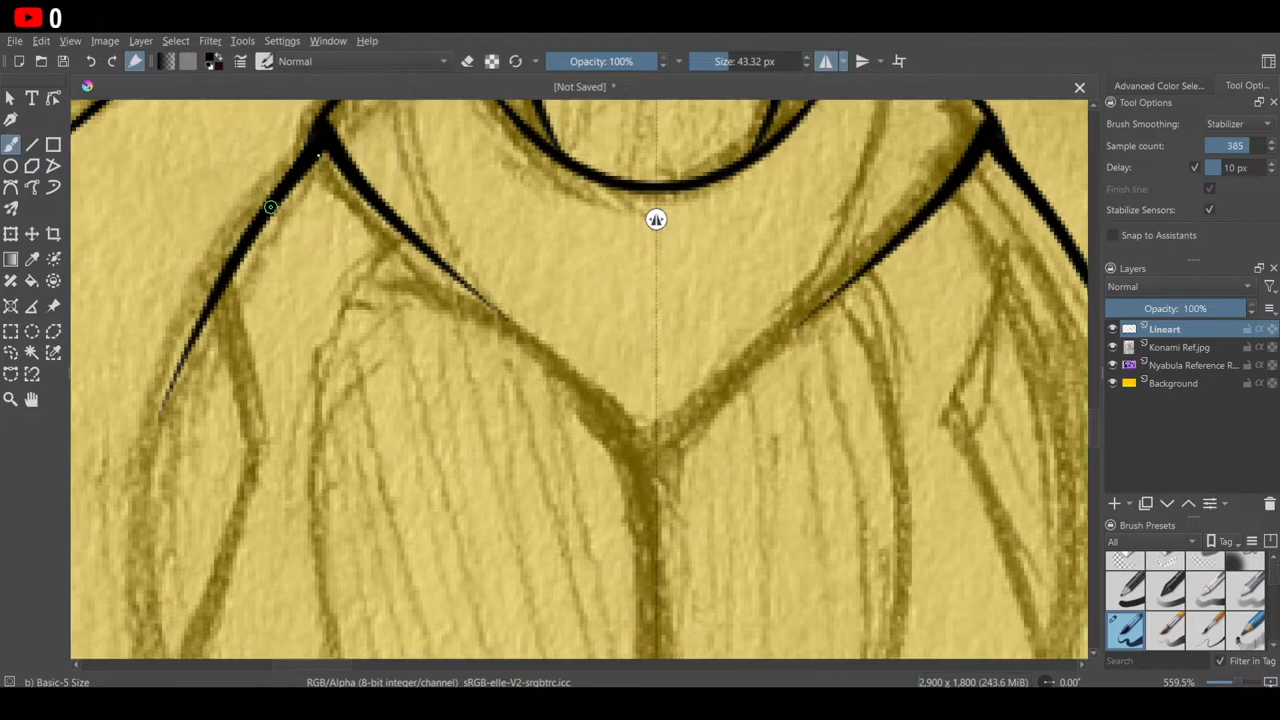 0
File Edit View Image Layer Select Filter Tools Settings Window Help
Normal Opacity: 100% Size: 43.32 px
[Not Saved] *
Advanced Color Sele... Tool Opti...
Tool Options
Brush Smoothing: Stabilizer
Sample count: 385
Delay: 10 px
Finish line:
Stabilize Sensors:
Snap to Assistants
Layers
Normal
Opacity: 100%
Lineart
Konami Ref.jpg
Nyabula Reference R...
Background
Brush Presets
All Tag
Search Filter in Tag
b) Basic-5 Size RGB/Alpha (8-bit integer/channel) sRGB-elle-V2-srgbtrc.icc 2,900 x 1,800 (243.6 MiB) 0.00° 559.5%